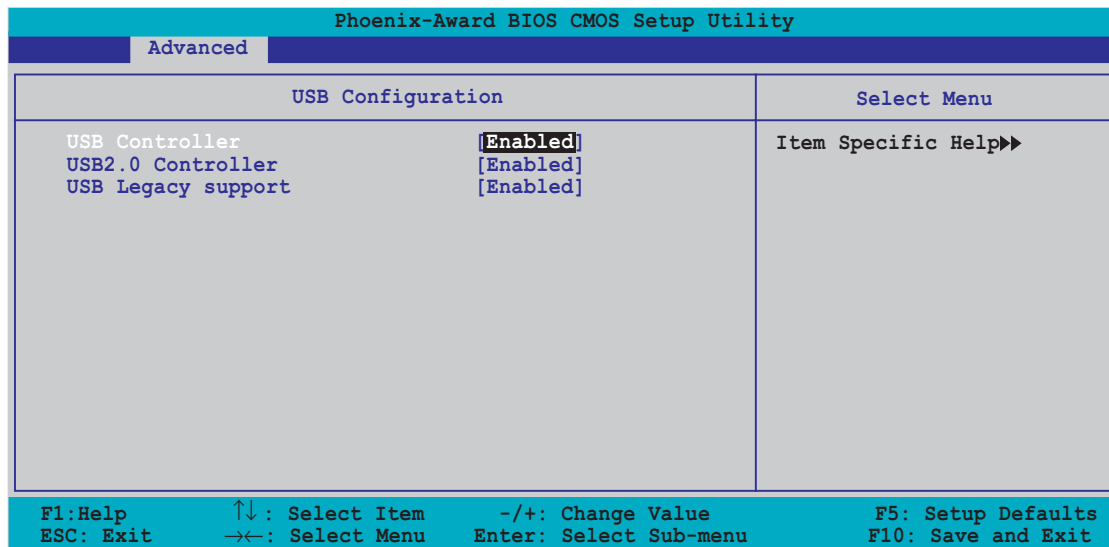 Phoenix-Award BIOS CMOS Setup Utility
Advanced
USB Configuration
Select Menu
USB Controller [Enabled]
USB2.0 Controller [Enabled]
USB Legacy support [Enabled]
Item Specific Help▶▶
F1:Help ↑↓: Select Item -/+: Change Value F5: Setup Defaults
ESC: Exit →←: Select Menu Enter: Select Sub-menu F10: Save and Exit